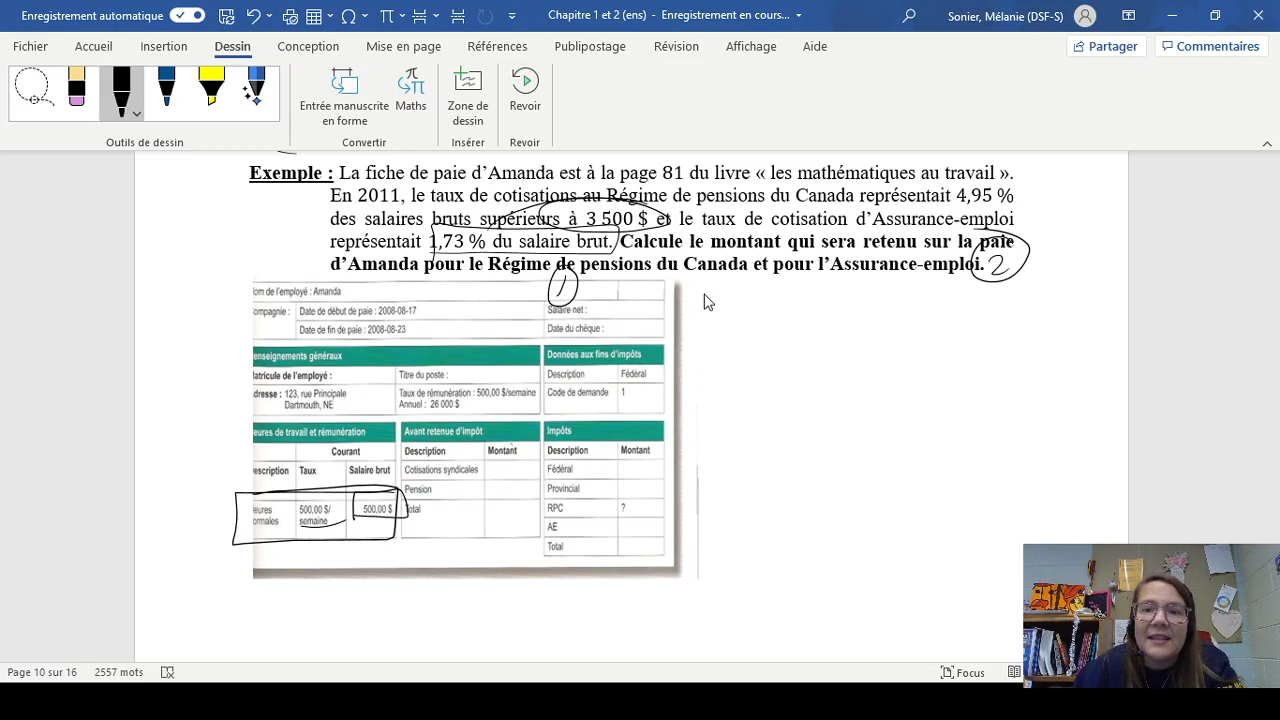 Enregistrement automatique
Chapitre 1 et 2 (ens) - Enregistrement en cours...
Sonier, Mélanie (DSF-S)
Fichier Accueil Insertion Dessin Conception Mise en page Références Publipostage Révision Affichage Aide
Partager Commentaires
Entrée manuscrite en forme Maths Zone de dessin Revoir
Outils de dessin Convertir Insérer Revoir
Exemple : La fiche de paie d’Amanda est à la page 81 du livre « les mathématiques au travail ».
En 2011, le taux de cotisations au Régime de pensions du Canada représentait 4,95 %
des salaires bruts supérieurs à 3 500 $ et le taux de cotisation d’Assurance-emploi
représentait 1,73 % du salaire brut. Calcule le montant qui sera retenu sur la paie
d’Amanda pour le Régime de pensions du Canada et pour l’Assurance-emploi.
2
1
om de l'employé : Amanda
ompagnie : Date de début de paie : 2008-08-17 Salaire net :
Date de fin de paie : 2008-08-23 Date du chèque :
enseignements généraux Données aux fins d'impôts
atricule de l'employé : Titre du poste : Description Fédéral
dresse : 123, rue Principale Taux de rémunération : 500,00 $/semaine Code de demande 1
Dartmouth, NE Annuel : 26 000 $
eures de travail et rémunération Avant retenue d'impôt Impôts
Courant Description Montant Description Montant
escription Taux Salaire brut Cotisations syndicales Fédéral
Pension Provincial
eures 500,00 $/ 500,00 $ otal RPC ?
ormales semaine AE
Total
Page 10 sur 16 2557 mots Focus